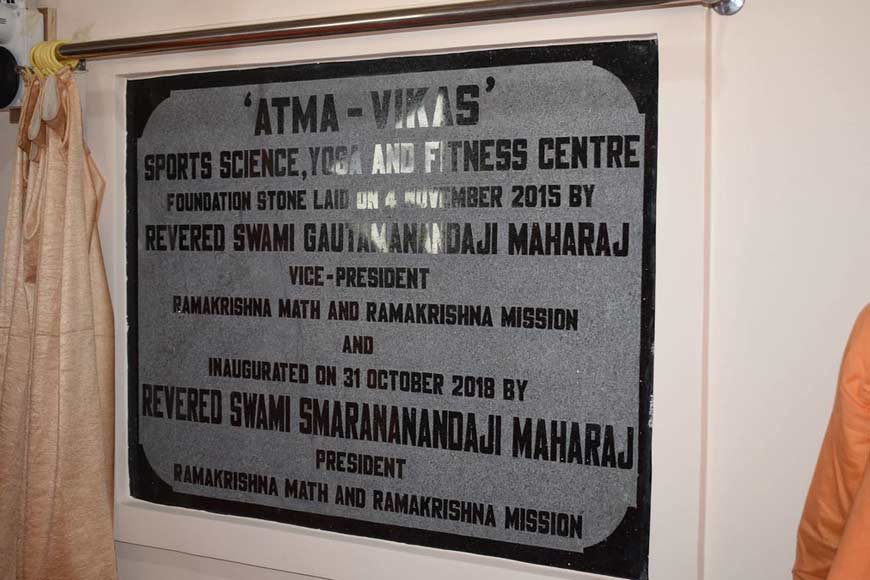 ‘ATMA - VIKAS’
SPORTS SCIENCE, YOGA AND FITNESS CENTRE
FOUNDATION STONE LAID ON 4 NOVEMBER 2015 BY
REVERED SWAMI GAUTAMANANDAJI MAHARAJ
VICE-PRESIDENT
RAMAKRISHNA MATH AND RAMAKRISHNA MISSION
AND
INAUGURATED ON 31 OCTOBER 2018 BY
REVERED SWAMI SMARANANANDAJI MAHARAJ
PRESIDENT
RAMAKRISHNA MATH AND RAMAKRISHNA MISSION